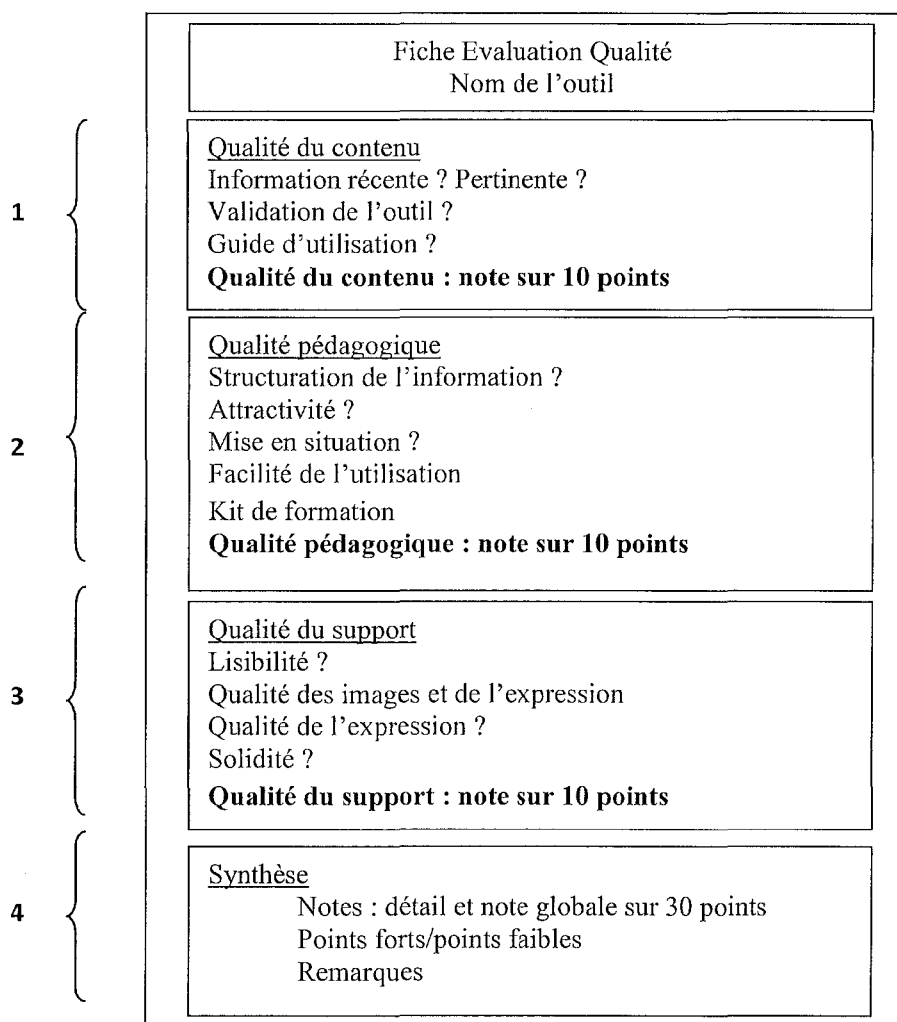 Fiche Evaluation Qualité
Nom de l'outil
1
Qualité du contenu
Information récente ? Pertinente ?
Validation de l'outil ?
Guide d'utilisation ?
Qualité du contenu : note sur 10 points
2
Qualité pédagogique
Structuration de l'information ?
Attractivité ?
Mise en situation ?
Facilité de l'utilisation
Kit de formation
Qualité pédagogique : note sur 10 points
3
Qualité du support
Lisibilité ?
Qualité des images et de l'expression
Qualité de l'expression ?
Solidité ?
Qualité du support : note sur 10 points
4
Synthèse
Notes : détail et note globale sur 30 points
Points forts/points faibles
Remarques